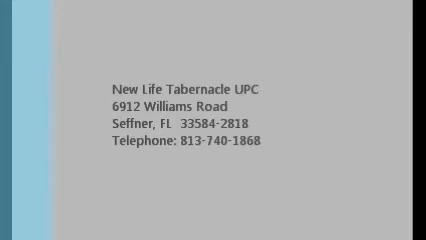 New Life Tabernacle UPC
6912 Williams Road
Seffner, FL  33584-2818
Telephone: 813-740-1868